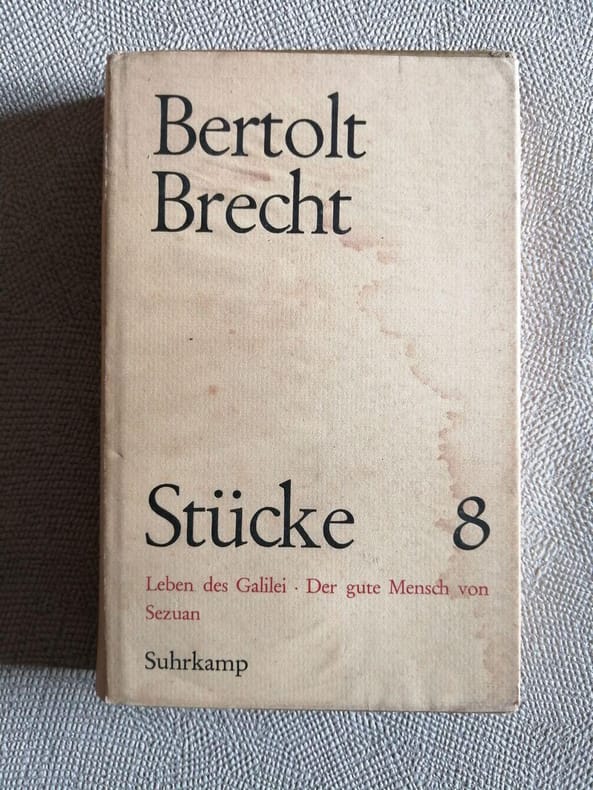 Bertolt
Brecht
Stücke 8
Leben des Galilei · Der gute Mensch von
Sezuan
Suhrkamp